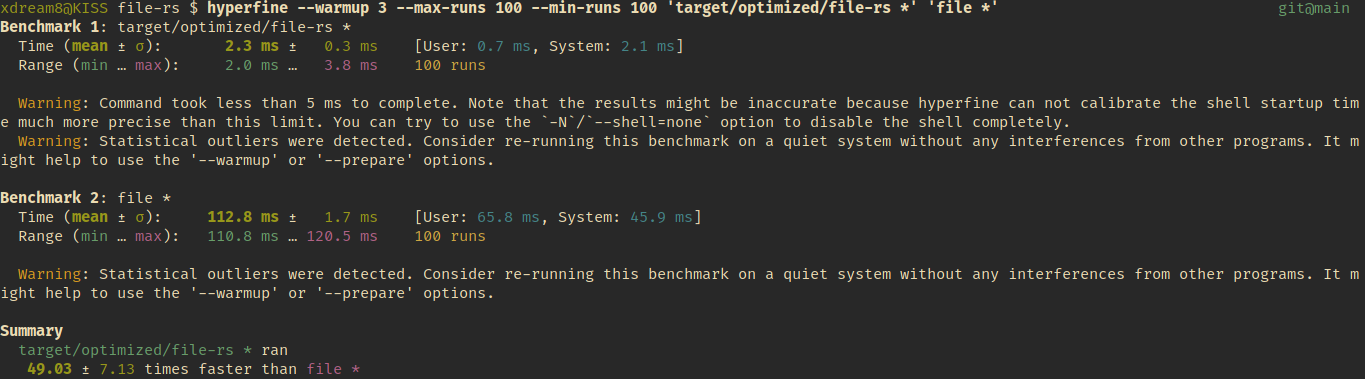 xdream8@KISS file-rs $ hyperfine --warmup 3 --max-runs 100 --min-runs 100 'target/optimized/file-rs *' 'file *' git@main
Benchmark 1: target/optimized/file-rs *
Time (mean ± σ): 2.3 ms ± 0.3 ms [User: 0.7 ms, System: 2.1 ms]
Range (min … max): 2.0 ms … 3.8 ms 100 runs
Warning: Command took less than 5 ms to complete. Note that the results might be inaccurate because hyperfine can not calibrate the shell startup tim
e much more precise than this limit. You can try to use the `-N`/`--shell=none` option to disable the shell completely.
Warning: Statistical outliers were detected. Consider re-running this benchmark on a quiet system without any interferences from other programs. It m
ight help to use the '--warmup' or '--prepare' options.
Benchmark 2: file *
Time (mean ± σ): 112.8 ms ± 1.7 ms [User: 65.8 ms, System: 45.9 ms]
Range (min … max): 110.8 ms … 120.5 ms 100 runs
Warning: Statistical outliers were detected. Consider re-running this benchmark on a quiet system without any interferences from other programs. It m
ight help to use the '--warmup' or '--prepare' options.
Summary
target/optimized/file-rs * ran
49.03 ± 7.13 times faster than file *